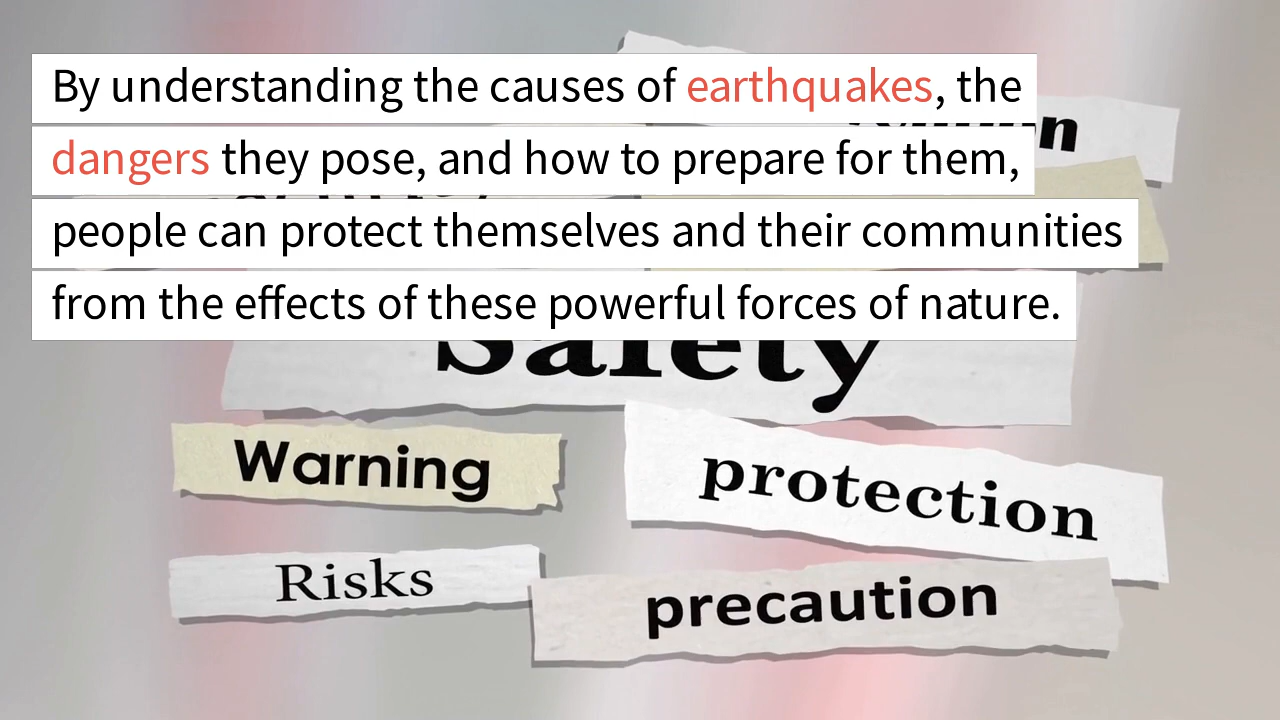 By understanding the causes of earthquakes, the
dangers they pose, and how to prepare for them,
people can protect themselves and their communities
from the effects of these powerful forces of nature.
Safety
Warning
protection
Risks
precaution